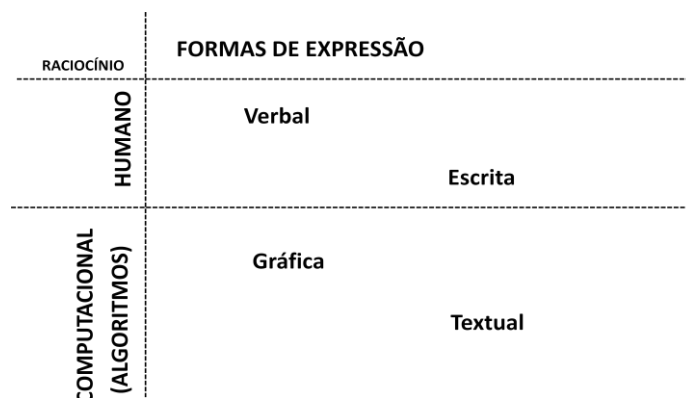 FORMAS DE EXPRESSÃO
RACIOCÍNIO
HUMANO
Verbal
Escrita
COMPUTACIONAL
(ALGORITMOS)
Gráfica
Textual